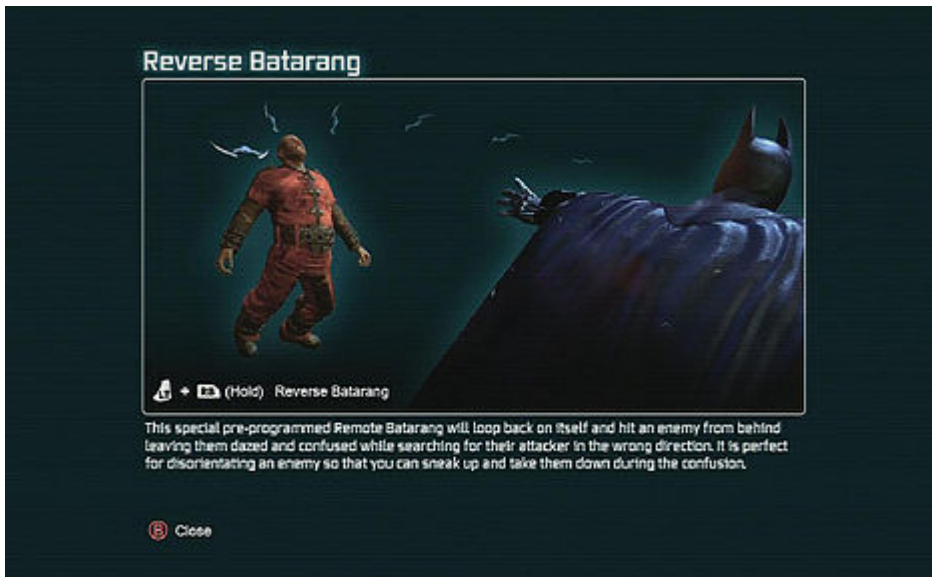 Reverse Batarang
LT + RB (Hold) Reverse Batarang
This special pre-programmed Remote Batarang will loop back on itself and hit an enemy from behind
leaving them dazed and confused while searching for their attacker in the wrong direction. It is perfect
for disorientating an enemy so that you can sneak up and take them down during the confusion.
B Close